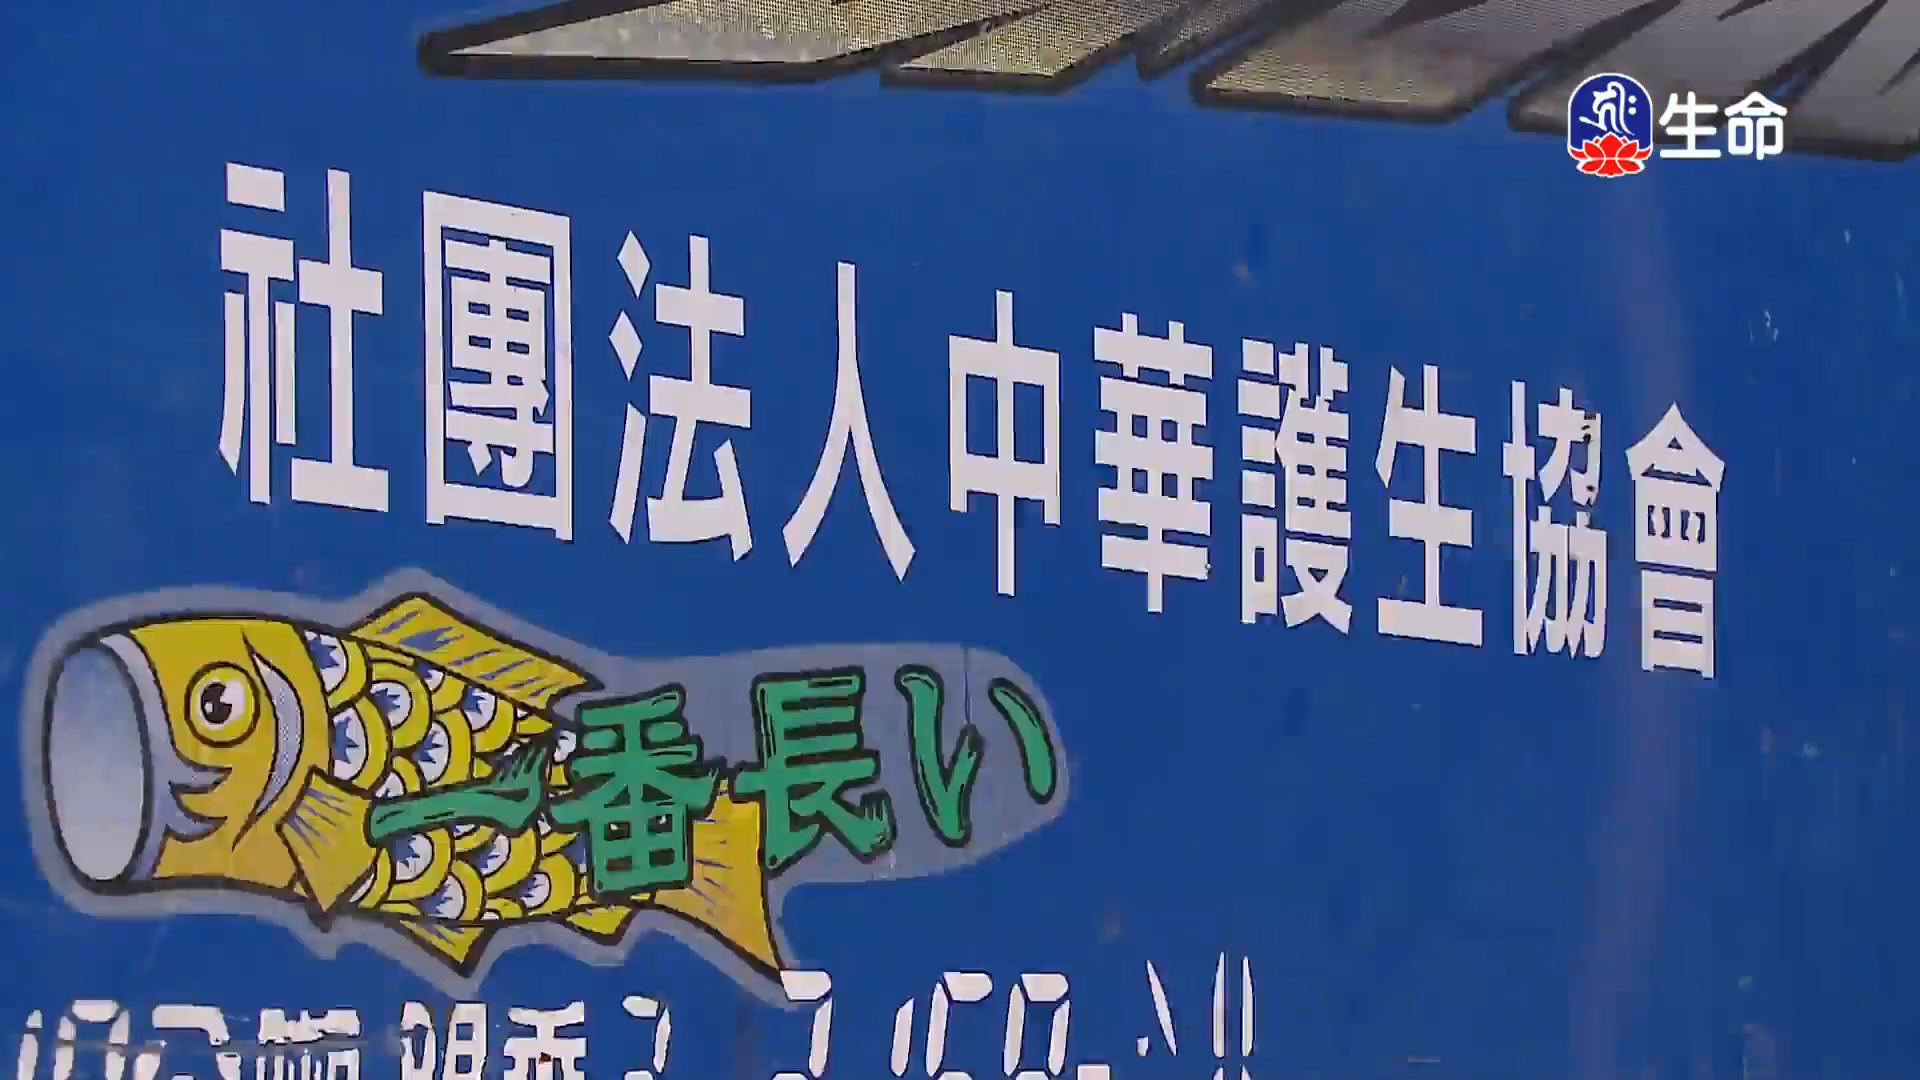 生命
社團法人中華護生協會
一番長い